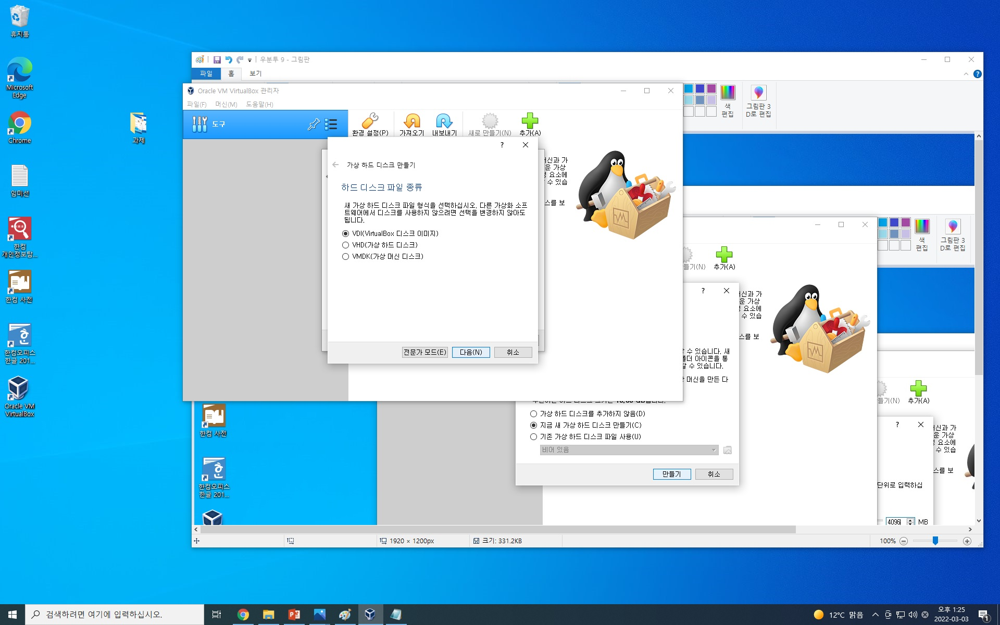 휴지통
Microsoft
Edge
Chrome
과제
임미선
한컴
개인정보탐...
한컴 사전
한컴오피스
한글 201...
Oracle VM
VirtualBox
우분투 9 - 그림판
파일
홈
보기
Oracle VM VirtualBox 관리자
파일(F)
머신(M)
도움말(H)
도구
환경 설정(P)
가져오기
내보내기
새로 만들기(N)
추가(A)
색
편집
그림판 3
D로 편집
머신과 가
운 가상
성 요소에
수 있습
스를 보
가상 하드 디스크 만들기
하드 디스크 파일 종류
새 가상 하드 디스크 파일 형식을 선택하십시오. 다른 가상화 소프
트웨어에서 디스크를 사용하지 않으려면 선택을 변경하지 않아도
됩니다.
VDI(VirtualBox 디스크 이미지)
VHD(가상 하드 디스크)
VMDK(가상 머신 디스크)
전문가 모드(E)
다음(N)
취소
색
편집
그림판 3
D로 편집
들기(N)
추가(A)
머신과 가
운 가상
성 요소에
수 있습
스를 보
수 있습니다. 새
폴더 아이콘을 통
할 수 있습니다.
머신을 만든 다
가상 하드 디스크를 추가하지 않음(D)
지금 새 가상 하드 디스크 만들기(C)
기존 가상 하드 디스크 파일 사용(U)
비어 있음
만들기
취소
들기(N)
추가(A)
머신과 가
운 가상
성 요소에
수 있습
스를 보
단위로 입력하십
4096
MB
한컴 사전
한컴오피스
한글 201...
1920 × 1200px
크기: 331.2KB
100%
검색하려면 여기에 입력하십시오.
12°C 맑음
오후 1:25
2022-03-03
1